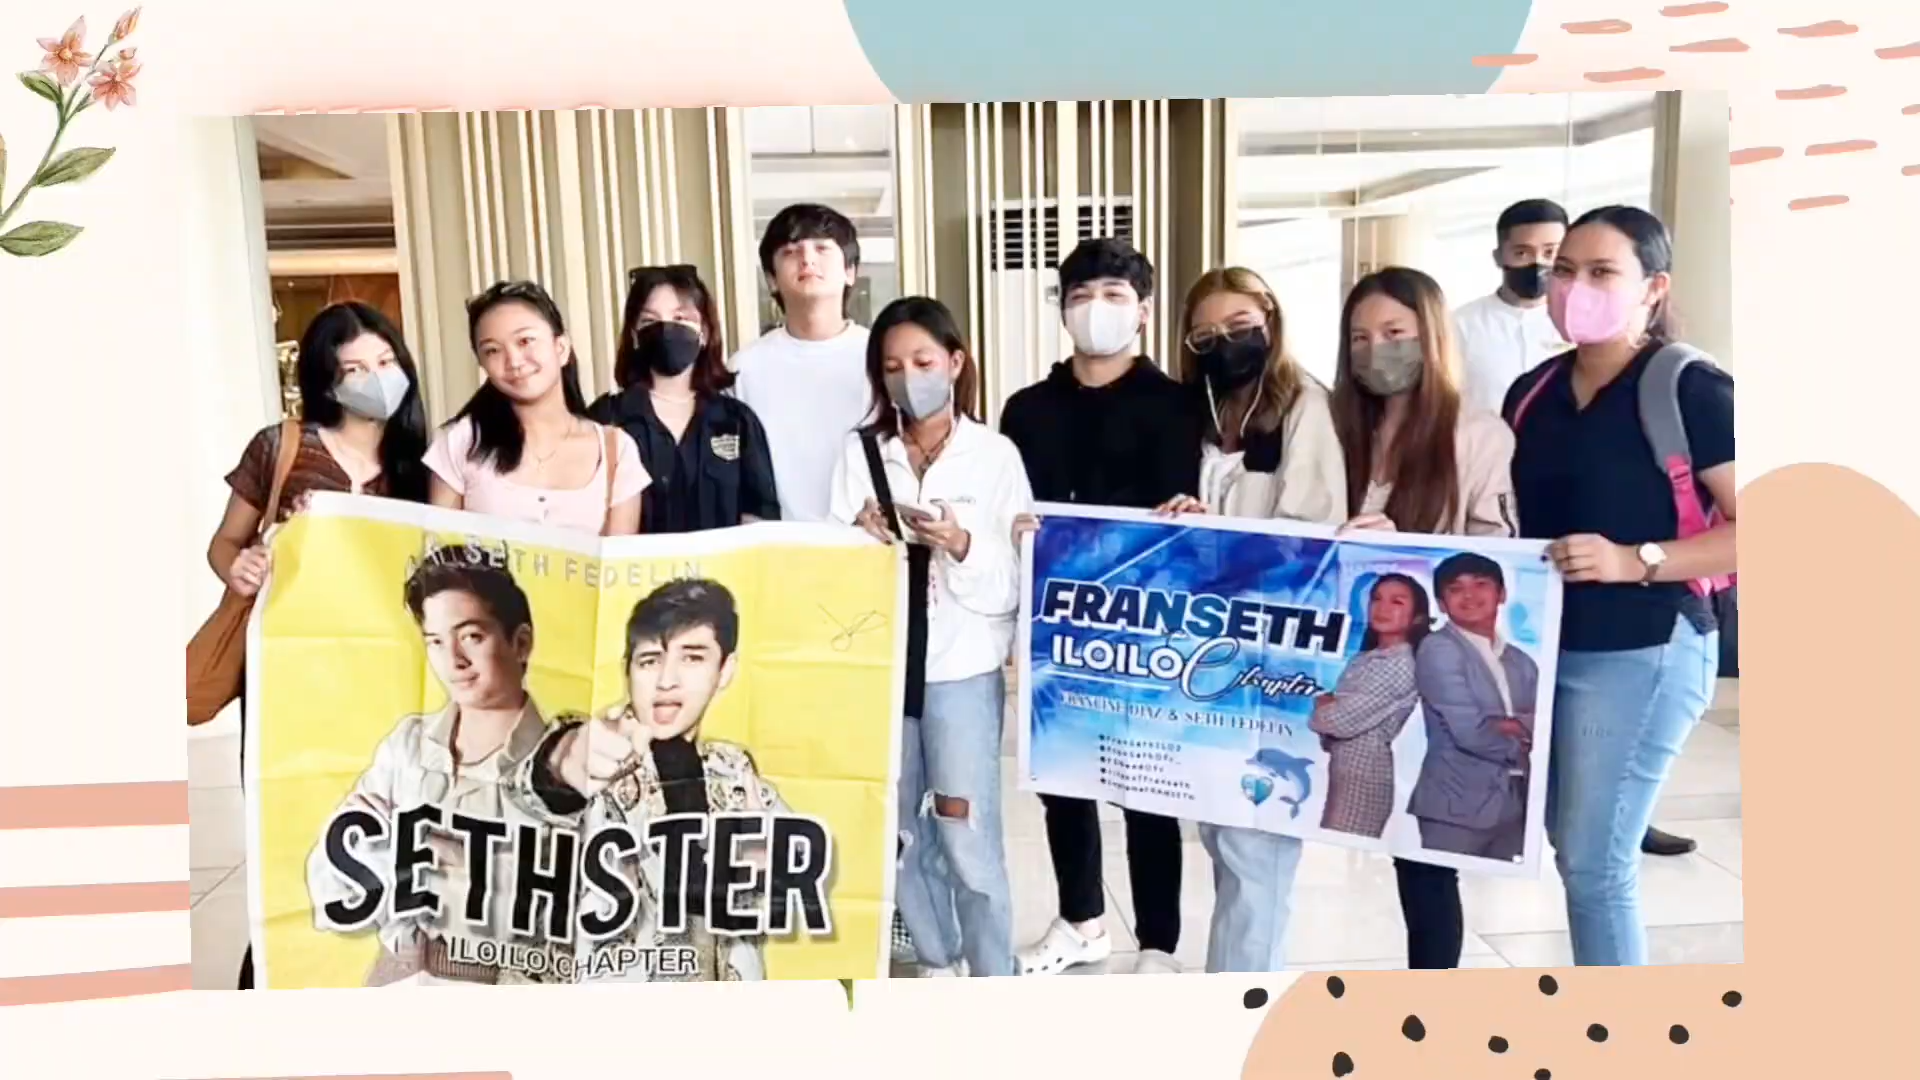 SETH FEDELIN
SETHSTER
ILOILO CHAPTER
FRANSETH
ILOILO Chapter
FRANCINE DIAZ & SETH FEDELIN